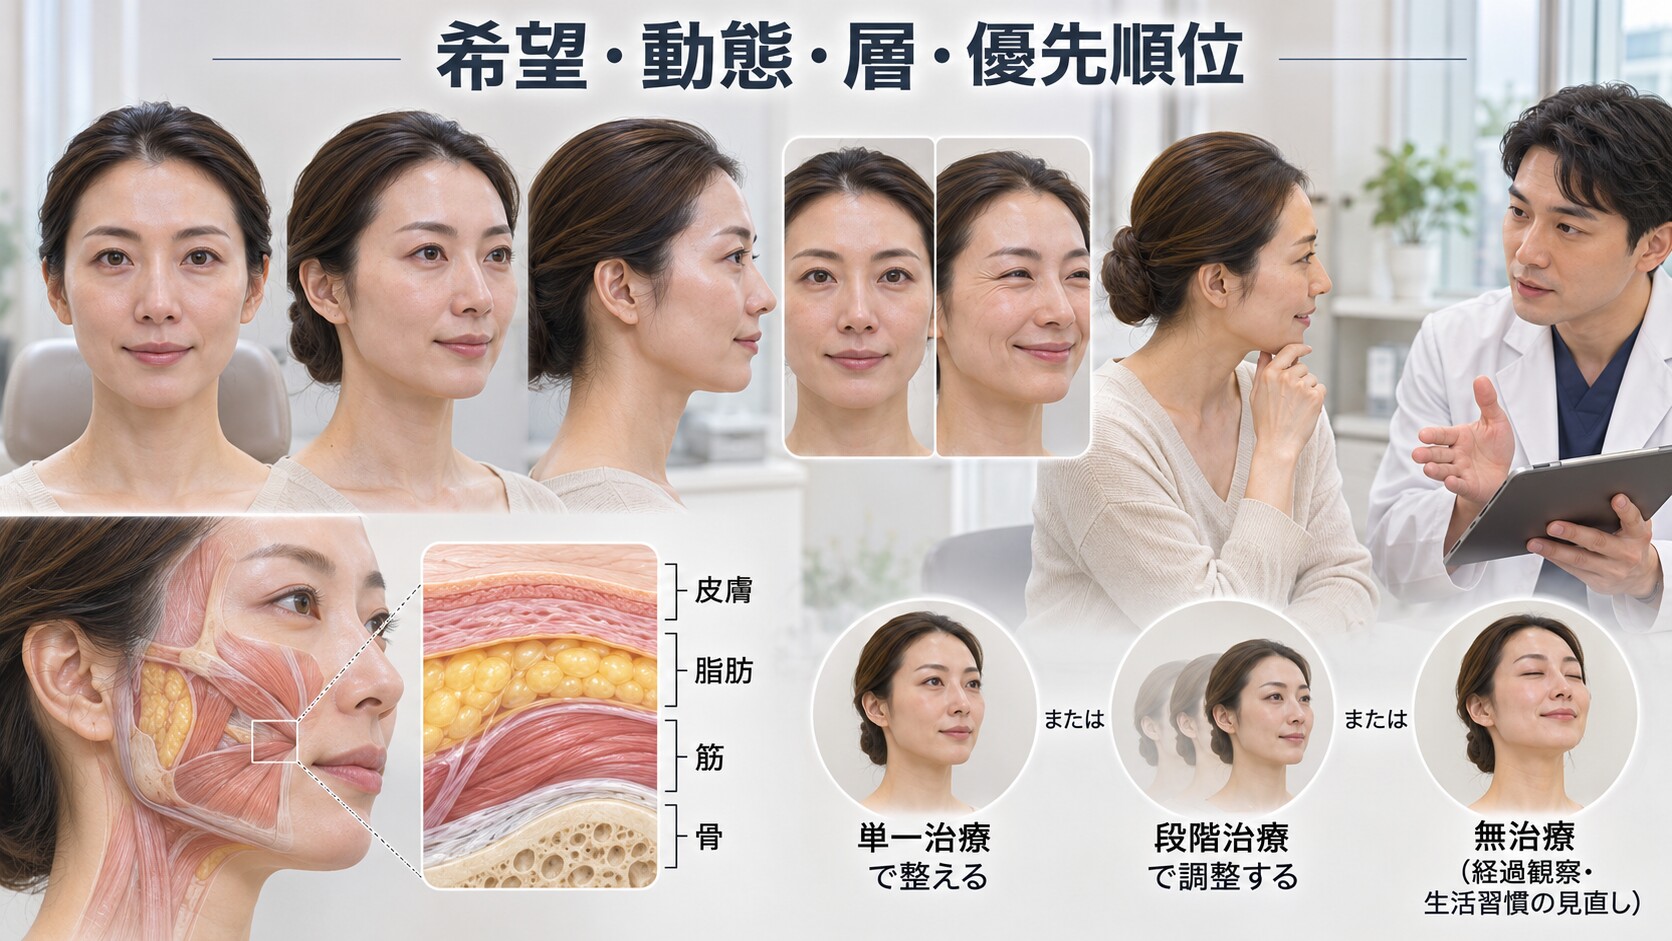 希望・動態・層・優先順位
皮膚
脂肪
筋
骨
または
または
単一治療
で整える
段階治療
で調整する
無治療
（経過観察・
生活習慣の見直し）